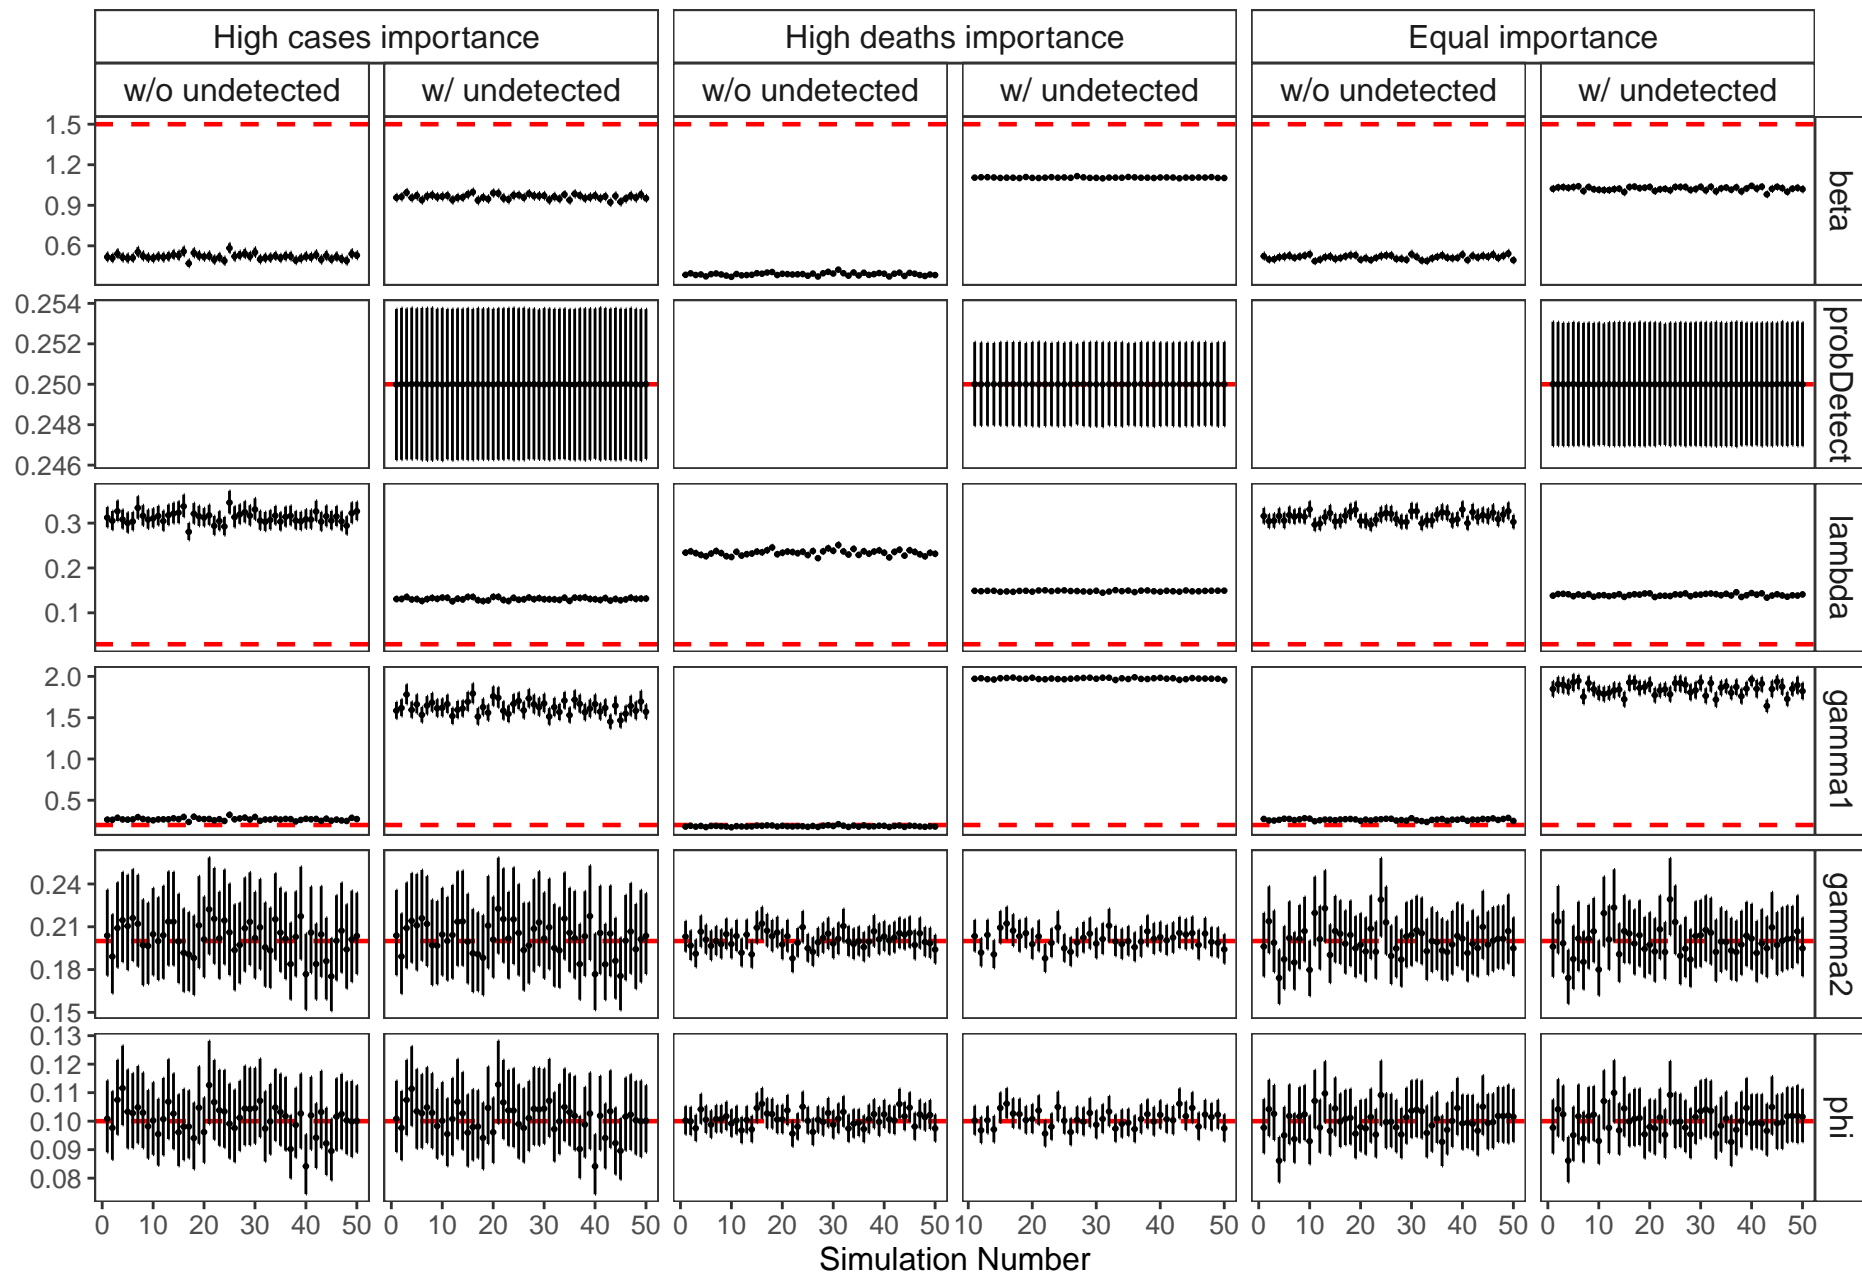 High cases importance High deaths importance Equal importance
w/o undetected w/ undetected w/o undetected w/ undetected w/o undetected w/ undetected
1.5
1.2
0.9
0.6
beta
0.254
0.252
0.250
0.248
0.246
probDetect
0.3
0.2
0.1
lambda
2.0
1.5
1.0
0.5
gamma1
0.24
0.21
0.18
0.15
gamma2
0.13
0.12
0.11
0.10
0.09
0.08
phi
0 10 20 30 40 50 0 10 20 30 40 50 0 10 20 30 40 50 10 20 30 40 50 0 10 20 30 40 50 0 10 20 30 40 50
Simulation Number